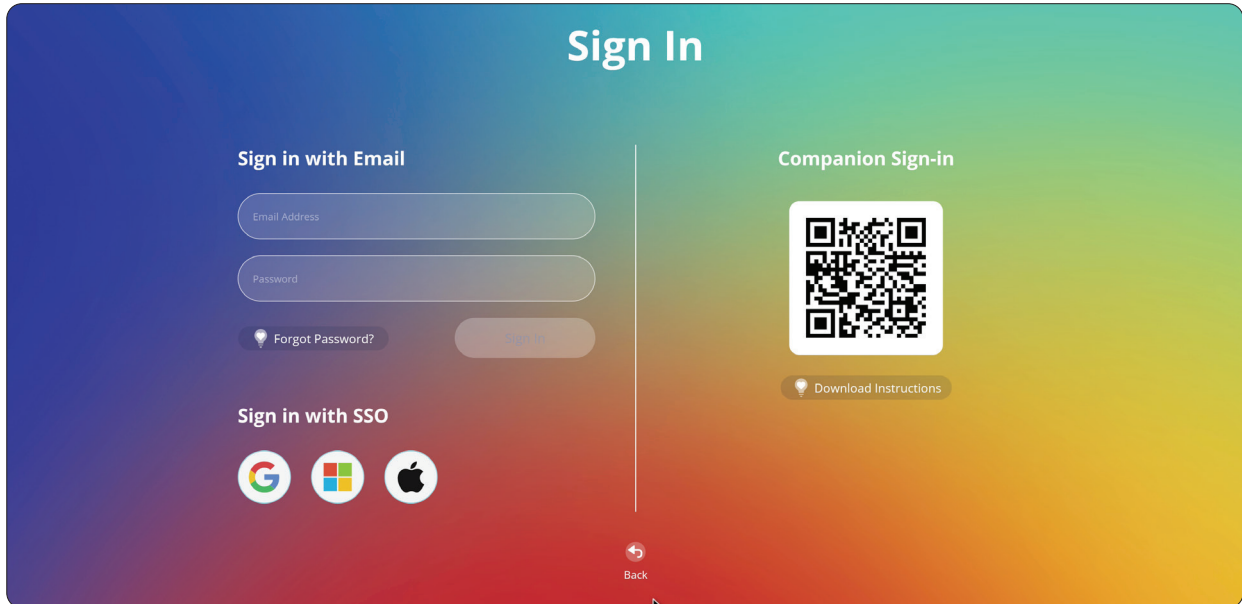 Sign In
Sign in with Email
Email Address
Password
Forgot Password?
Sign In
Sign in with SSO
Companion Sign-in
Download Instructions
Back